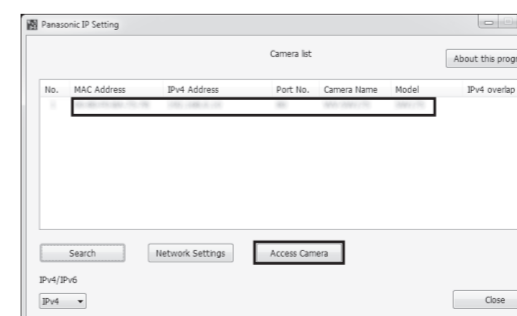 Panasonic IP Setting
Camera list
About this progr
No. MAC Address IPv4 Address Port No. Camera Name Model IPv4 overlap
Search Network Settings Access Camera
IPv4/IPv6
IPv4
Close